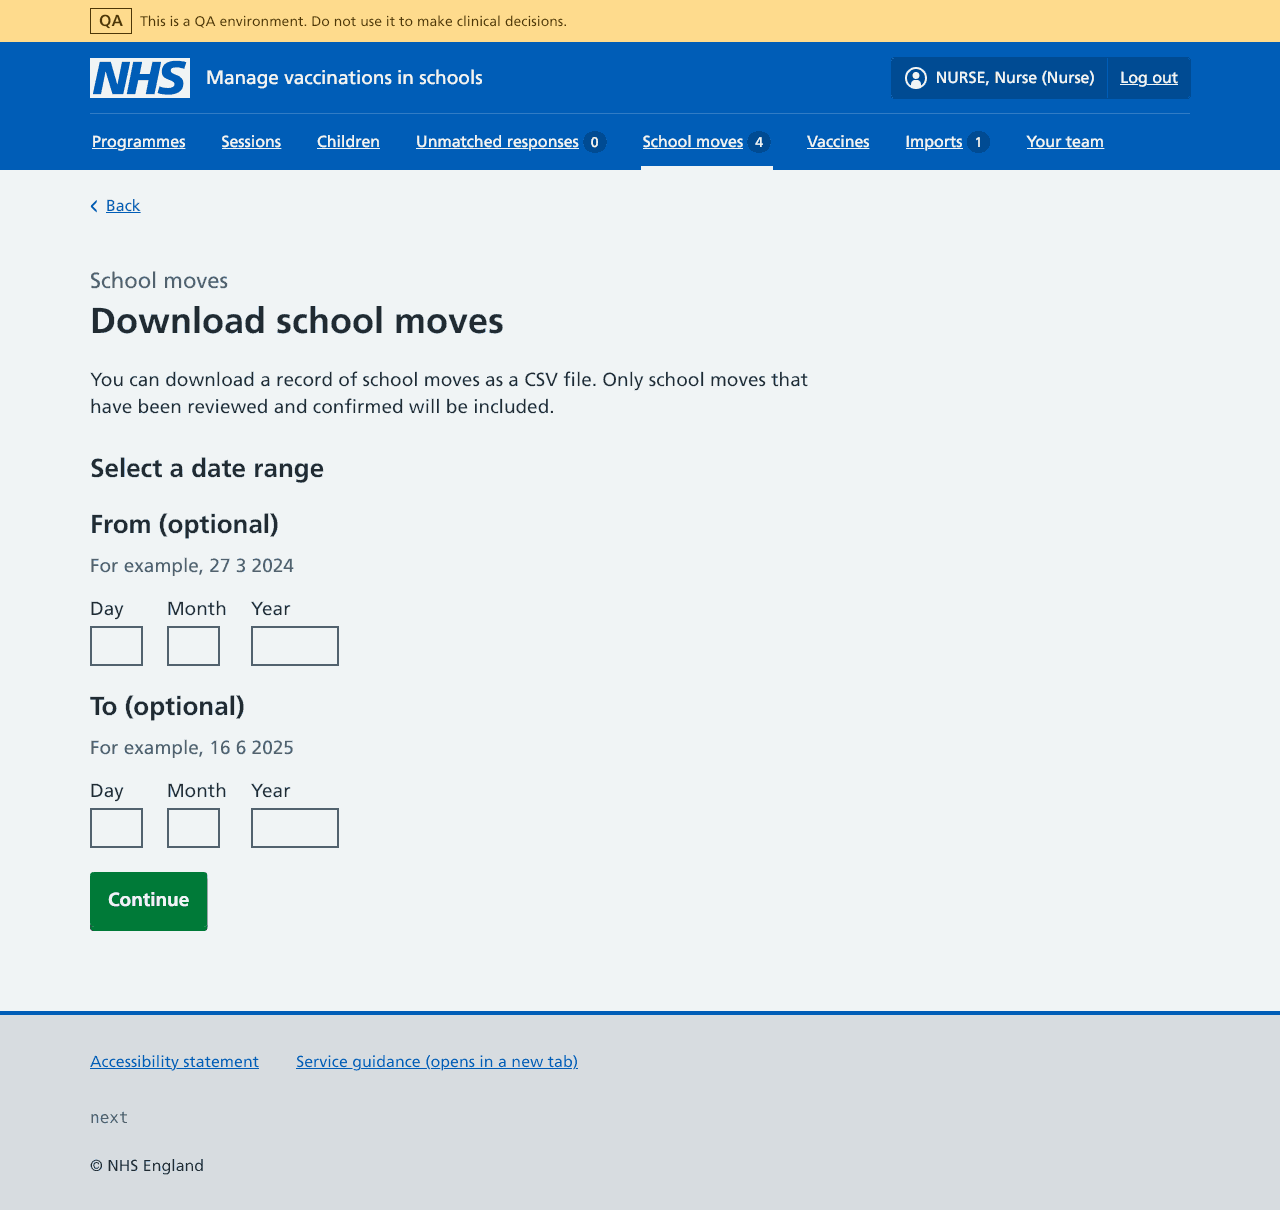 QA This is a QA environment. Do not use it to make clinical decisions.
NHS Manage vaccinations in schools NURSE, Nurse (Nurse) Log out
Programmes Sessions Children Unmatched responses 0 School moves 4 Vaccines Imports 1 Your team
Back
School moves
Download school moves
You can download a record of school moves as a CSV file. Only school moves that
have been reviewed and confirmed will be included.
Select a date range
From (optional)
For example, 27 3 2024
Day Month Year
To (optional)
For example, 16 6 2025
Day Month Year
Continue
Accessibility statement Service guidance (opens in a new tab)
next
© NHS England